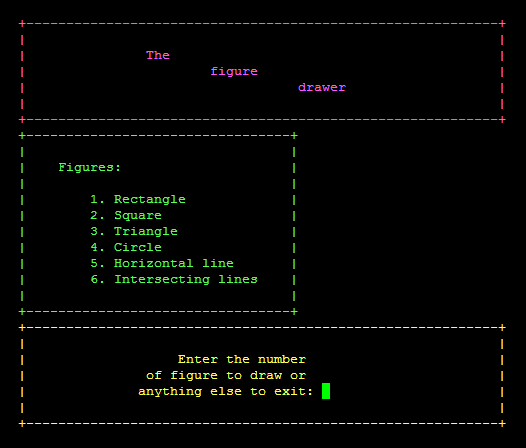 The
figure
drawer
Figures:
1. Rectangle
2. Square
3. Triangle
4. Circle
5. Horizontal line
6. Intersecting lines
Enter the number
of figure to draw or
anything else to exit: